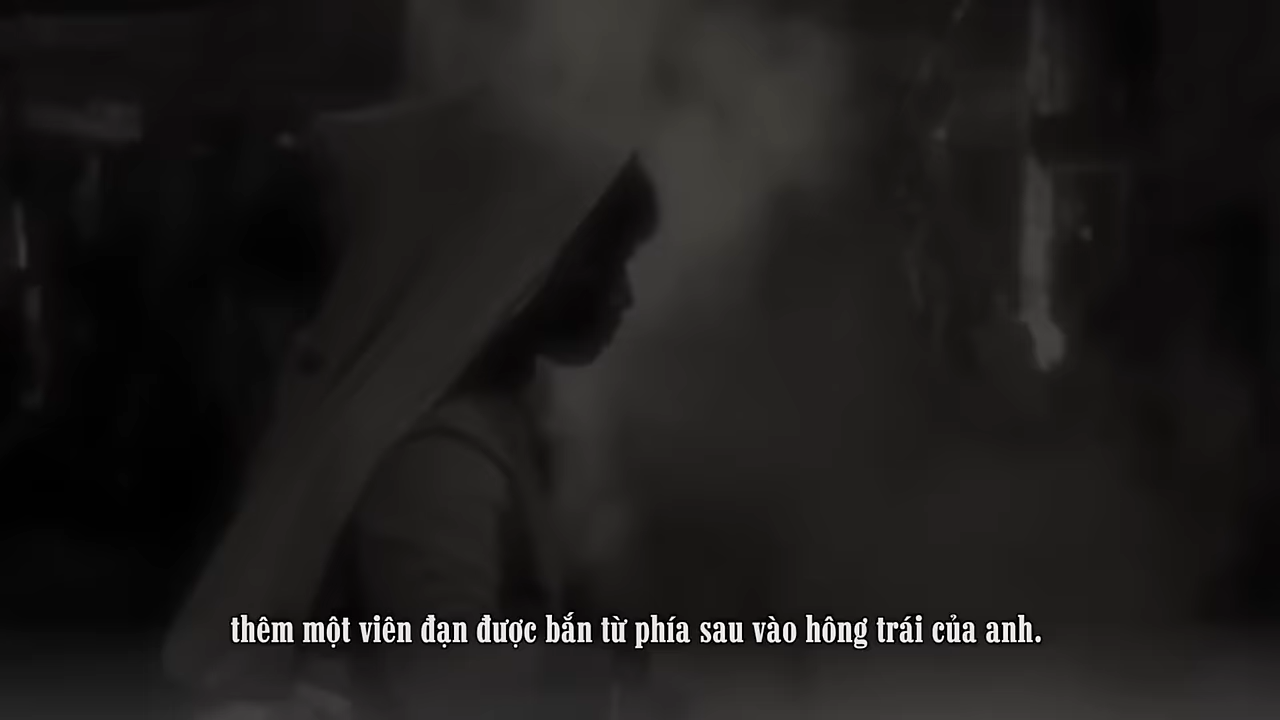 thêm một viên đạn được bắn từ phía sau vào hông trái của anh.